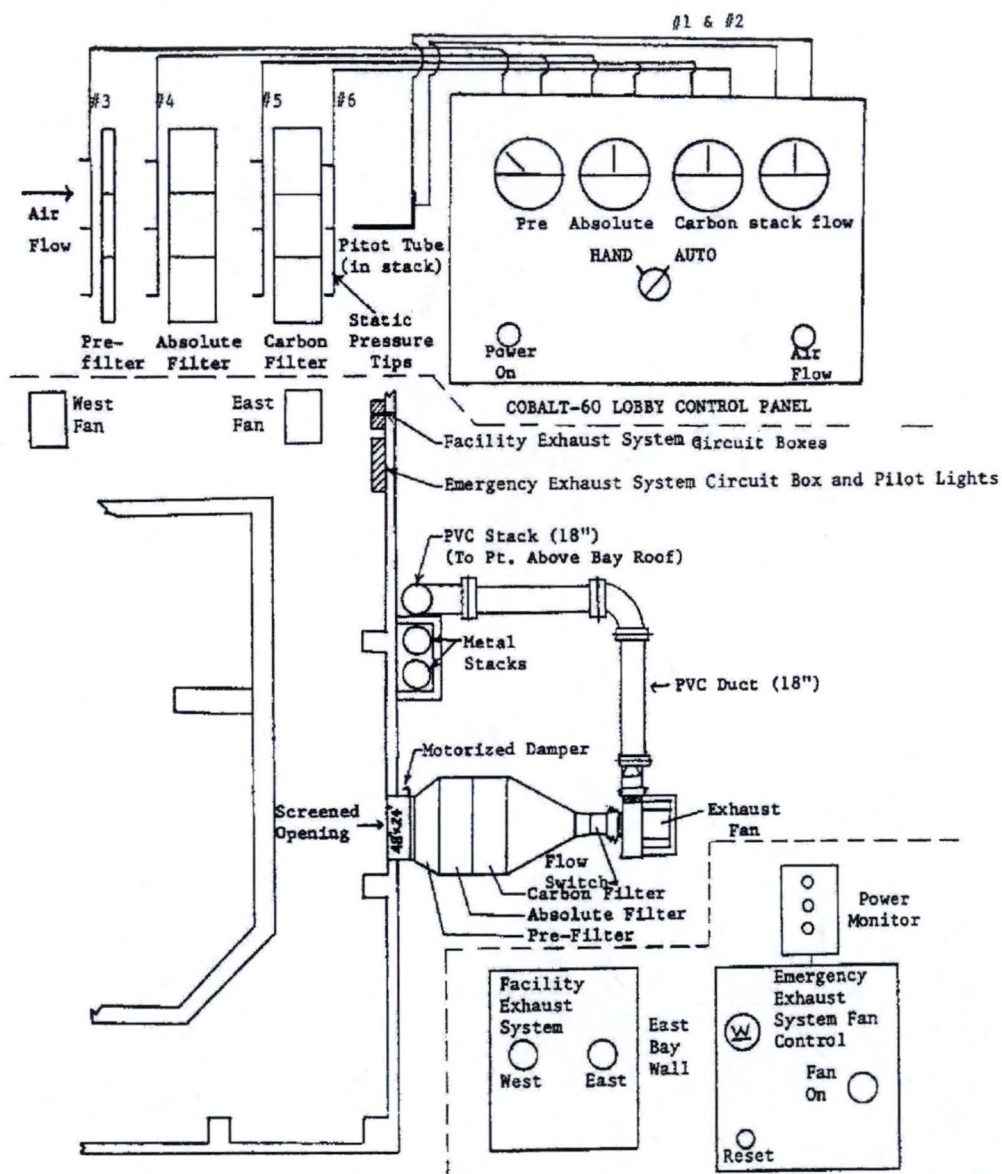 #1 & #2
#3
#4
#5
#6
Air
Flow
Pre-
filter
Absolute
Filter
Carbon
Filter
Pitot Tube
(in stack)
Static
Pressure
Tips
Pre
Absolute
Carbon
stack flow
HAND
AUTO
Power
On
Air
Flow
COBALT-60 LOBBY CONTROL PANEL
West
Fan
East
Fan
Facility Exhaust System Circuit Boxes
Emergency Exhaust System Circuit Box and Pilot Lights
PVC Stack (18")
(To Pt. Above Bay Roof)
Metal
Stacks
PVC Duct (18")
Motorized Damper
Screened
Opening
48"x24"
Exhaust
Fan
Flow
Switch
Carbon Filter
Absolute Filter
Pre-Filter
Power
Monitor
Facility
Exhaust
System
West
East
East
Bay
Wall
Emergency
Exhaust
System Fan
Control
W
Fan
On
Reset